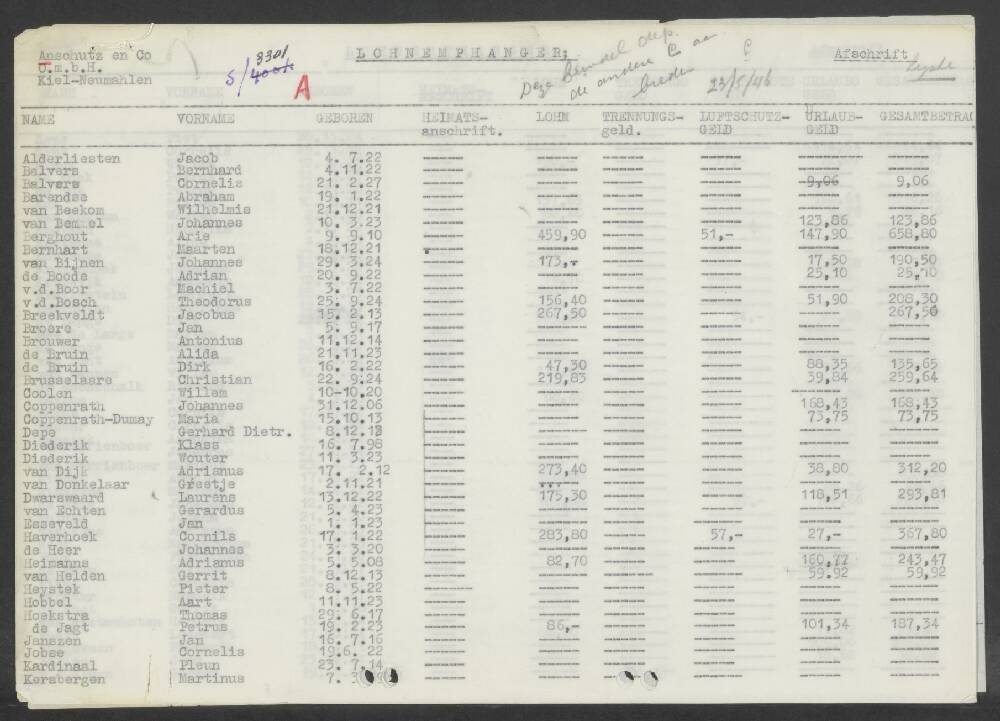 Anschutz en Co
G.m.b.H.
Kiel-Neumahlen
3301
S/400k
A
LOHNEMPHANGER:
Deze bundel
de andere
23/5/46
Afschrift
NAME VORNAME GEBOREN HEIMATS-anschrift. LOHN TRENNUNGS-geld. LUFTSCHUTZ-GELD URLAUB-GELD GESAMTBETRAG
Alderliesten Jacob 4. 7.22 ---- ---- ---- ---- ---- ----
Balvers Bernhard 4.11.22 ---- ---- ---- ---- ---- ----
Balvers Cornelis 21. 2.27 ---- ---- ---- ---- 9,06 9,06
Barendse Abraham 19. 1.22 ---- ---- ---- ---- ---- ----
van Beekom Wilhelmis 21.12.21 ---- ---- ---- ---- ---- ----
van Bemmel Johannes 10. 3.23 ---- ---- ---- ---- 123,86 123,86
Berghout Arie 9. 9.10 ---- 459,90 ---- 51,- 147,90 658,80
Bernhart Maarten 18.12.21 ---- ---- ---- ---- ---- ----
van Bijnen Johannes 29. 3.24 ---- 173,- ---- ---- 17,50 190,50
de Boode Adrian 20. 9.22 ---- ---- ---- ---- 25,10 25,10
v.d.Boor Machiel 3. 7.22 ---- ---- ---- ---- ---- ----
v.d.Bosch Theodorus 25. 9.24 ---- 156,40 ---- ---- 51,90 208,30
Breekveldt Jacobus 15. 2.13 ---- 267,50 ---- ---- ---- 267,50
Broere Jan 5. 9.17 ---- ---- ---- ---- ---- ----
Brouwer Antonius 11.12.14 ---- ---- ---- ---- ---- ----
de Bruin Alida 21.11.23 ---- ---- ---- ---- ---- ----
de Bruin Dirk 16. 2.22 ---- 47,30 ---- ---- 88,35 135,65
Brusselaars Christian 22. 9.24 ---- 219,83 ---- ---- 39,84 259,64
Coolen Willem 10-10.20 ---- ---- ---- ---- ---- ----
Coppenrath Johannes 31.12.06 ---- ---- ---- ---- 168,43 168,43
Coppenrath-Dumay Maria 15.10.13 ---- ---- ---- ---- 73,75 73,75
Depe Gerhard Dietr. 8.12.13 ---- ---- ---- ---- ---- ----
Diederik Klass 16. 7.98 ---- ---- ---- ---- ---- ----
Diederik Wouter 11. 3.23 ---- ---- ---- ---- ---- ----
van Dijk Adrianus 17. 2.12 ---- 273,40 ---- ---- 38,80 312,20
van Donkelaar Greetje 2.11.21 ---- ---- ---- ---- ---- ----
Dwarswaard Laurens 13.12.22 ---- 175,30 ---- ---- 118,51 293,81
van Echten Gerardus 5. 4.23 ---- ---- ---- ---- ---- ----
Esseveld Jan 1. 1.23 ---- ---- ---- ---- ---- ----
Haverhoek Cornils 17. 1.22 ---- 283,80 ---- 57,- 27,- 367,80
de Heer Johannes 3. 3.20 ---- ---- ---- ---- ---- ----
Heimanns Adrianus 5. 5.08 ---- 82,70 ---- ---- 160,77 243,47
van Helden Gerrit 8.12.13 ---- ---- ---- ---- 59.92 59,92
Heystek Pieter 8. 5.22 ---- ---- ---- ---- ---- ----
Hobbel Aart 11.11.23 ---- ---- ---- ---- ---- ----
Hoekstra Thomas 29. 6.17 ---- ---- ---- ---- ---- ----
de Jagt Petrus 19. 2.23 ---- 86,- ---- ---- 101,34 187,34
Janszen Jan 16. 7.16 ---- ---- ---- ---- ---- ----
Jobse Cornelis 19.6. 22 ---- ---- ---- ---- ---- ----
Kardinaal Pleun 23. 7.14 ---- ---- ---- ---- ---- ----
Kersbergen Martinus 7. 3 ---- ---- ---- ---- ---- ----